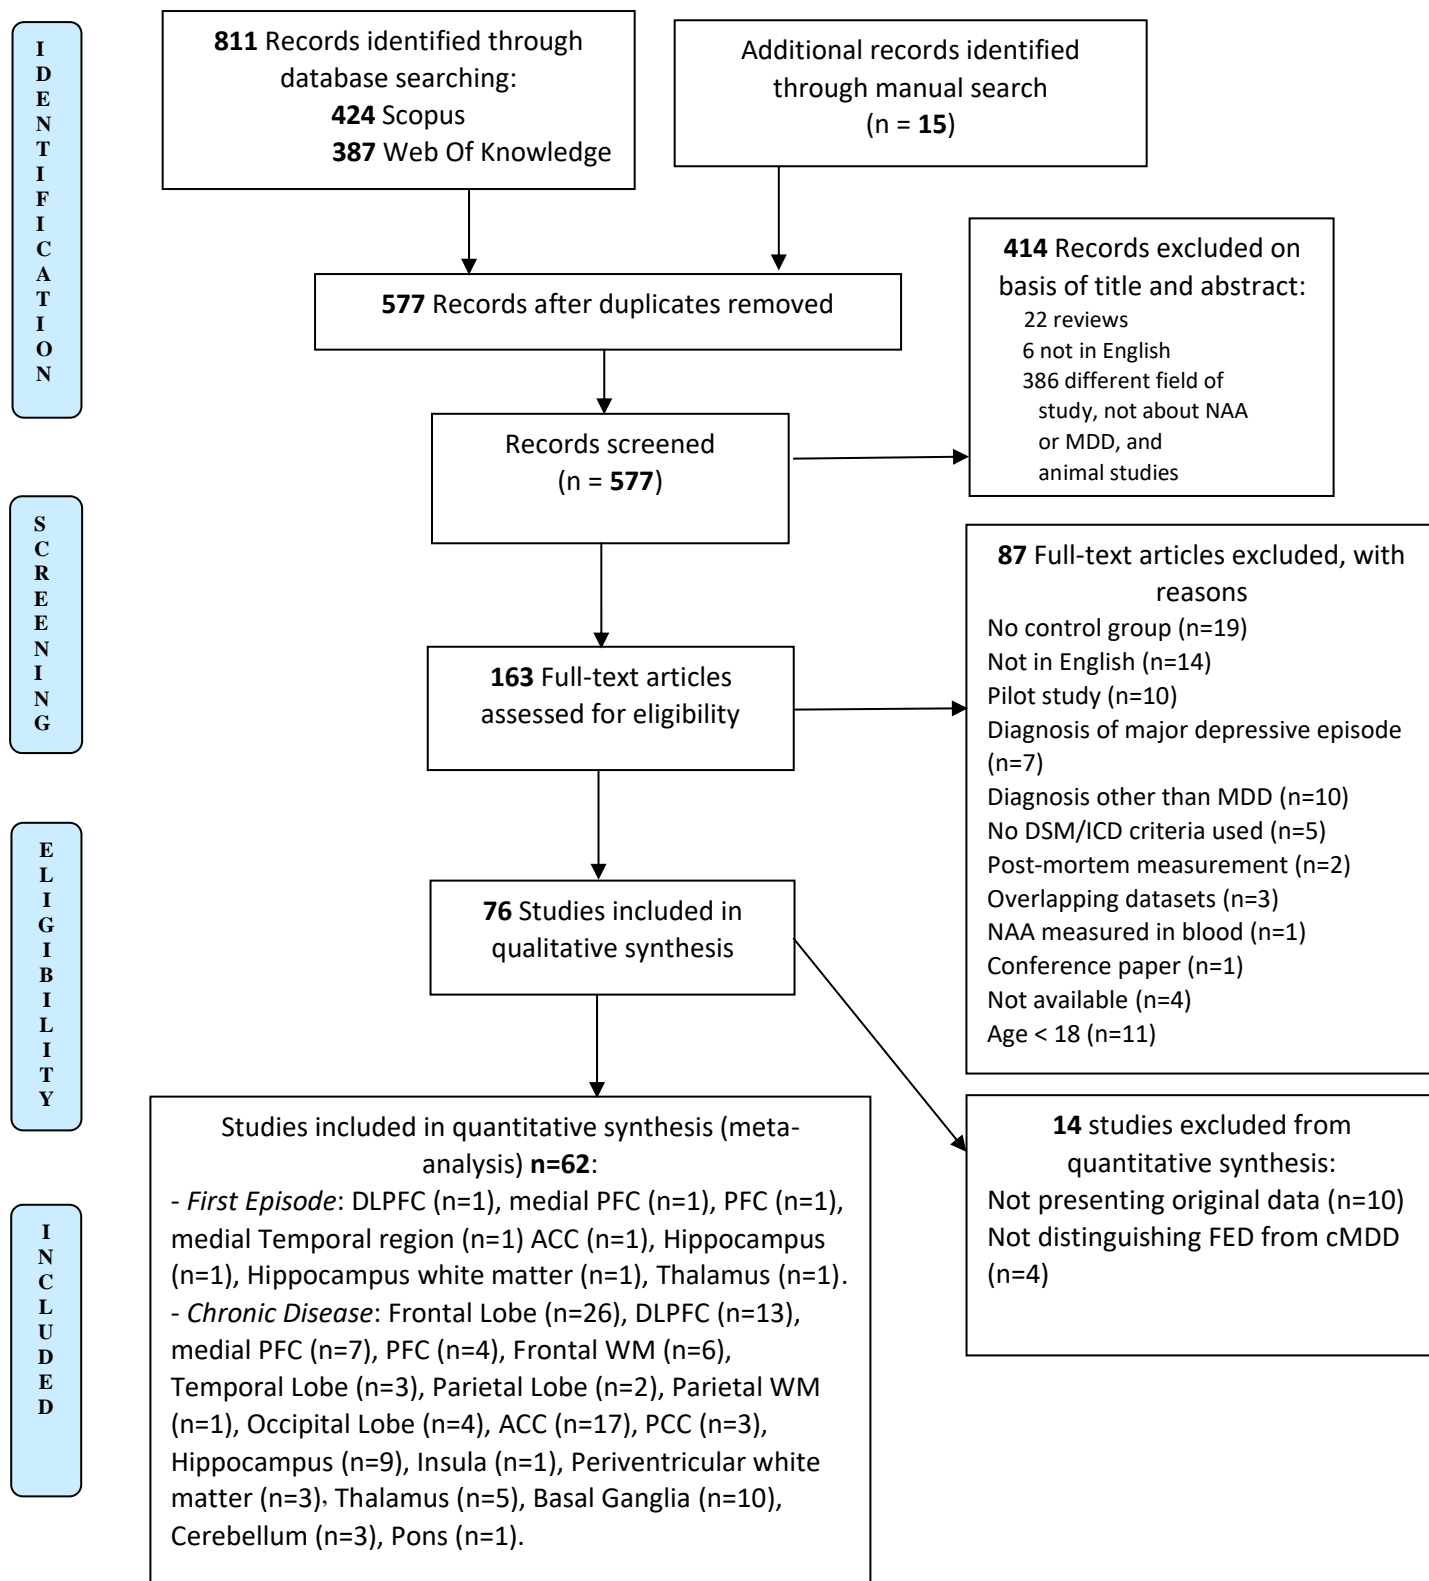 IDENTIFICATION
811 Records identified through
database searching:
424 Scopus
387 Web Of Knowledge
Additional records identified
through manual search
(n = 15)
577 Records after duplicates removed
414 Records excluded on
basis of title and abstract:
22 reviews
6 not in English
386 different field of
study, not about NAA
or MDD, and
animal studies
Records screened
(n = 577)
SCREENING
87 Full-text articles excluded, with
reasons
No control group (n=19)
Not in English (n=14)
Pilot study (n=10)
Diagnosis of major depressive episode
(n=7)
Diagnosis other than MDD (n=10)
No DSM/ICD criteria used (n=5)
Post-mortem measurement (n=2)
Overlapping datasets (n=3)
NAA measured in blood (n=1)
Conference paper (n=1)
Not available (n=4)
Age < 18 (n=11)
163 Full-text articles
assessed for eligibility
ELIGIBILITY
76 Studies included in
qualitative synthesis
14 studies excluded from
quantitative synthesis:
Not presenting original data (n=10)
Not distinguishing FED from cMDD
(n=4)
INCLUDED
Studies included in quantitative synthesis (meta-
analysis) n=62:
- First Episode: DLPFC (n=1), medial PFC (n=1), PFC (n=1),
medial Temporal region (n=1) ACC (n=1), Hippocampus
(n=1), Hippocampus white matter (n=1), Thalamus (n=1).
- Chronic Disease: Frontal Lobe (n=26), DLPFC (n=13),
medial PFC (n=7), PFC (n=4), Frontal WM (n=6),
Temporal Lobe (n=3), Parietal Lobe (n=2), Parietal WM
(n=1), Occipital Lobe (n=4), ACC (n=17), PCC (n=3),
Hippocampus (n=9), Insula (n=1), Periventricular white
matter (n=3), Thalamus (n=5), Basal Ganglia (n=10),
Cerebellum (n=3), Pons (n=1).